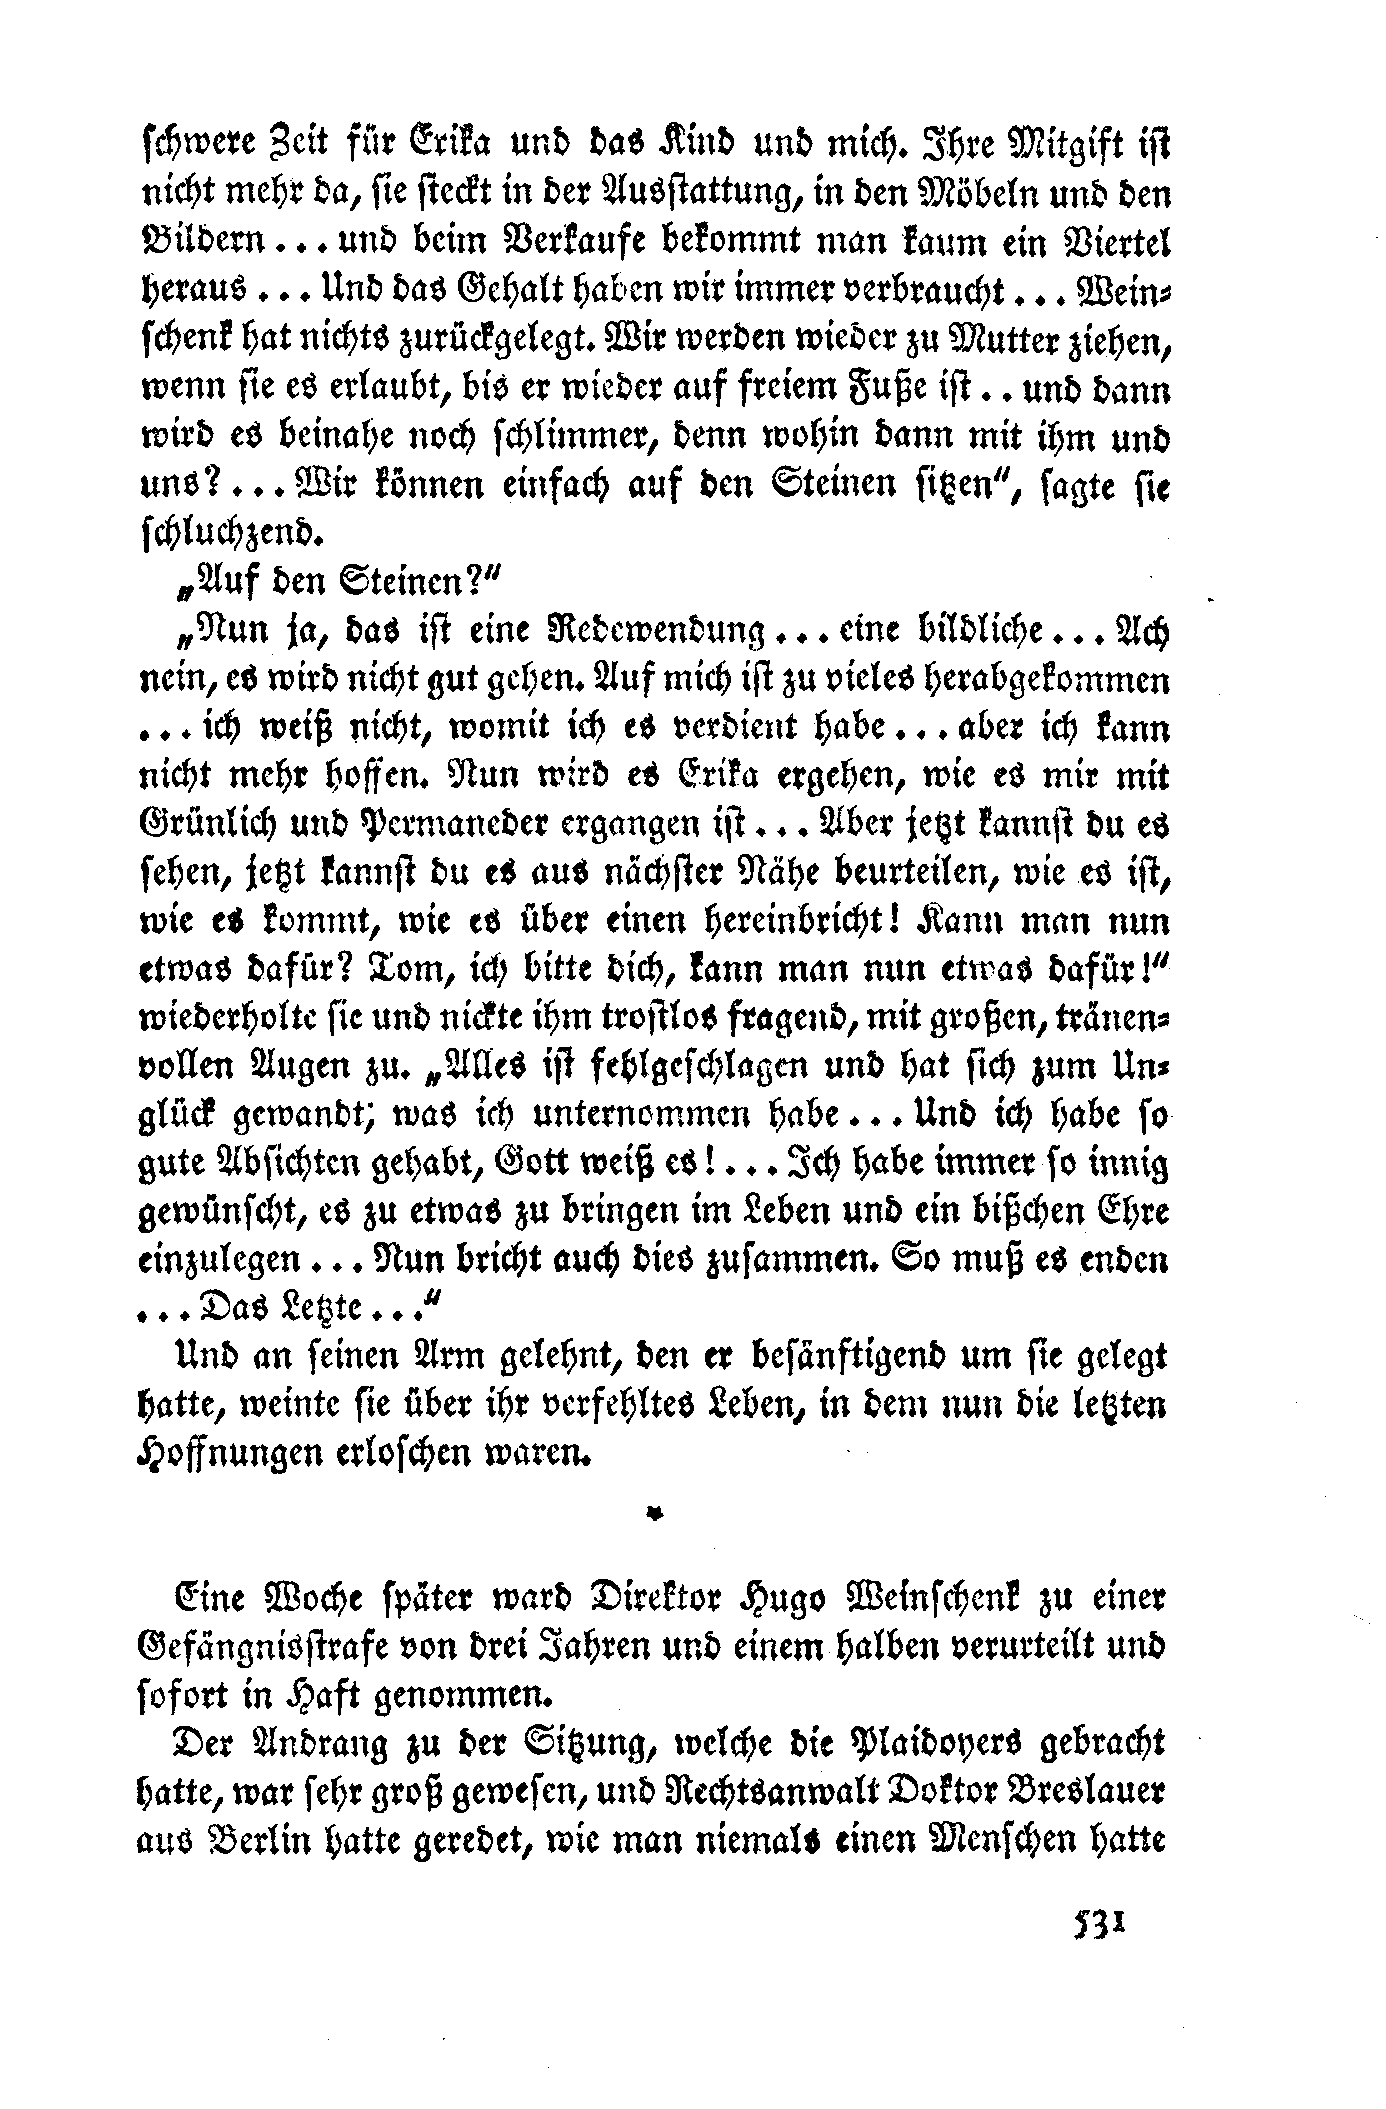 schwere Zeit für Erika und das Kind und mich. Ihre Mitgift ist
nicht mehr da, sie steckt in der Ausstattung, in den Möbeln und den
Bildern... und beim Verkaufe bekommt man kaum ein Viertel
heraus... Und das Gehalt haben wir immer verbraucht... Wein-
schenk hat nichts zurückgelegt. Wir werden wieder zu Mutter ziehen,
wenn sie es erlaubt, bis er wieder auf freiem Fuße ist.. und dann
wird es beinahe noch schlimmer, denn wohin dann mit ihm und
uns?... Wir können einfach auf den Steinen sitzen“, sagte sie
schluchzend.
„Auf den Steinen?“
„Nun ja, das ist eine Redewendung... eine bildliche... Ach
nein, es wird nicht gut gehen. Auf mich ist zu vieles herabgekommen
... ich weiß nicht, womit ich es verdient habe... aber ich kann
nicht mehr hoffen. Nun wird es Erika ergehen, wie es mir mit
Grünlich und Permaneder ergangen ist... Aber jetzt kannst du es
sehen, jetzt kannst du es aus nächster Nähe beurteilen, wie es ist,
wie es kommt, wie es über einen hereinbricht! Kann man nun
etwas dafür? Tom, ich bitte dich, kann man nun etwas dafür!“
wiederholte sie und nickte ihm trostlos fragend, mit großen, tränen-
vollen Augen zu. „Alles ist fehlgeschlagen und hat sich zum Un-
glück gewandt; was ich unternommen habe... Und ich habe so
gute Absichten gehabt, Gott weiß es!... Ich habe immer so innig
gewünscht, es zu etwas zu bringen im Leben und ein bißchen Ehre
einzulegen... Nun bricht auch dies zusammen. So muß es enden
... Das Letzte...“
Und an seinen Arm gelehnt, den er besänftigend um sie gelegt
hatte, weinte sie über ihr verfehltes Leben, in dem nun die letzten
Hoffnungen erloschen waren.
*
Eine Woche später ward Direktor Hugo Weinschenk zu einer
Gefängnisstrafe von drei Jahren und einem halben verurteilt und
sofort in Haft genommen.
Der Andrang zu der Sitzung, welche die Plaidoyers gebracht
hatte, war sehr groß gewesen, und Rechtsanwalt Doktor Breslauer
aus Berlin hatte geredet, wie man niemals einen Menschen hatte
531